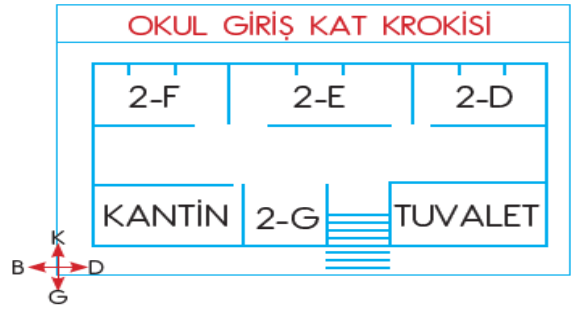 OKUL GİRİŞ KAT KROKİSİ
2-F 2-E 2-D
KANTİN 2-G TUVALET
K
B D
G